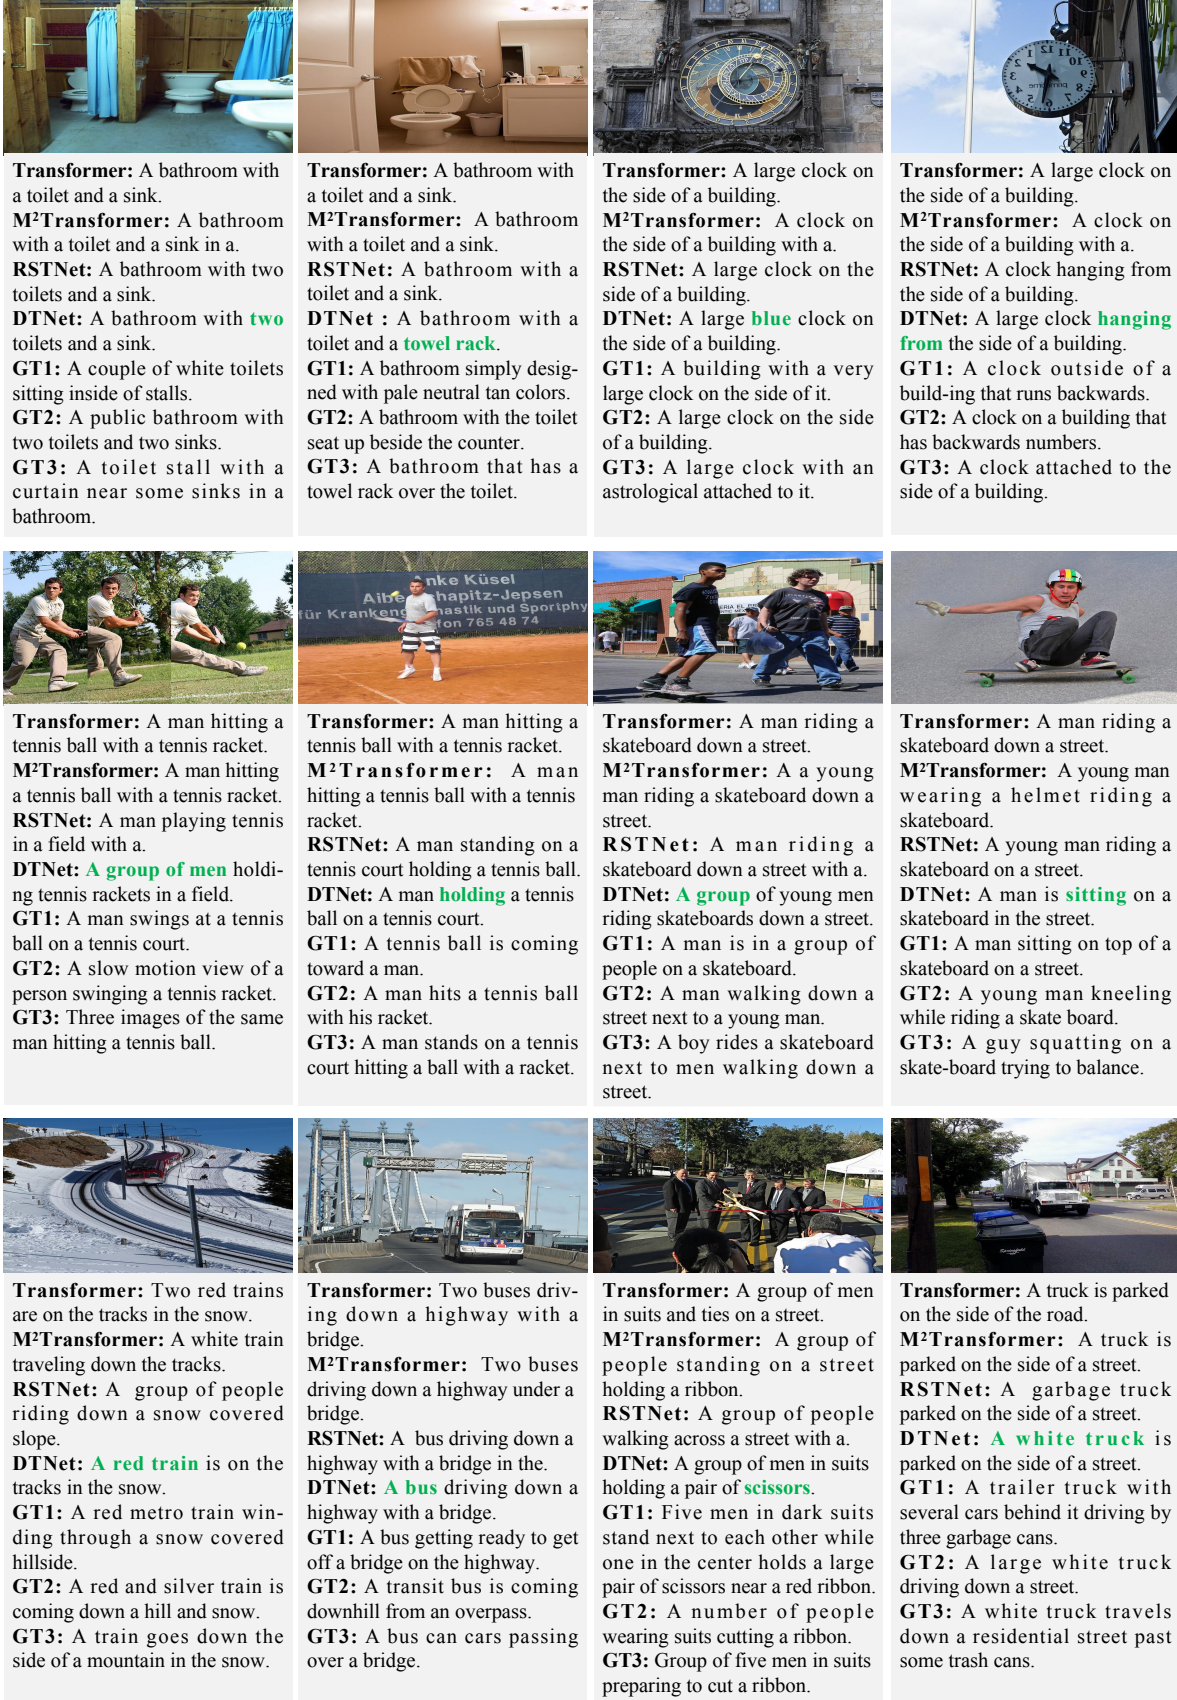 Transformer: A bathroom with
a toilet and a sink.
M²Transformer: A bathroom
with a toilet and a sink in a.
RSTNet: A bathroom with two
toilets and a sink.
DTNet: A bathroom with two
toilets and a sink.
GT1: A couple of white toilets
sitting inside of stalls.
GT2: A public bathroom with
two toilets and two sinks.
GT3: A toilet stall with a
curtain near some sinks in a
bathroom.
Transformer: A bathroom with
a toilet and a sink.
M²Transformer: A bathroom
with a toilet and a sink.
RSTNet: A bathroom with a
toilet and a sink.
DTNet : A bathroom with a
toilet and a towel rack.
GT1: A bathroom simply desig-
ned with pale neutral tan colors.
GT2: A bathroom with the toilet
seat up beside the counter.
GT3: A bathroom that has a
towel rack over the toilet.
Transformer: A large clock on
the side of a building.
M²Transformer: A clock on
the side of a building with a.
RSTNet: A large clock on the
side of a building.
DTNet: A large blue clock on
the side of a building.
GT1: A building with a very
large clock on the side of it.
GT2: A large clock on the side
of a building.
GT3: A large clock with an
astrological attached to it.
Transformer: A large clock on
the side of a building.
M²Transformer: A clock on
the side of a building with a.
RSTNet: A clock hanging from
the side of a building.
DTNet: A large clock hanging
from the side of a building.
GT1: A clock outside of a
build-ing that runs backwards.
GT2: A clock on a building that
has backwards numbers.
GT3: A clock attached to the
side of a building.
Transformer: A man hitting a
tennis ball with a tennis racket.
M²Transformer: A man hitting
a tennis ball with a tennis racket.
RSTNet: A man playing tennis
in a field with a.
DTNet: A group of men holdi-
ng tennis rackets in a field.
GT1: A man swings at a tennis
ball on a tennis court.
GT2: A slow motion view of a
person swinging a tennis racket.
GT3: Three images of the same
man hitting a tennis ball.
Anke Küsel
hapitz-Jepsen
für Kranken nastik und Sportphy
fon 765 48 74
Transformer: A man hitting a
tennis ball with a tennis racket.
M²Transformer: A man
hitting a tennis ball with a tennis
racket.
RSTNet: A man standing on a
tennis court holding a tennis ball.
DTNet: A man holding a tennis
ball on a tennis court.
GT1: A tennis ball is coming
toward a man.
GT2: A man hits a tennis ball
with his racket.
GT3: A man stands on a tennis
court hitting a ball with a racket.
Transformer: A man riding a
skateboard down a street.
M²Transformer: A a young
man riding a skateboard down a
street.
RSTNet: A man riding a
skateboard down a street with a.
DTNet: A group of young men
riding skateboards down a street.
GT1: A man is in a group of
people on a skateboard.
GT2: A man walking down a
street next to a young man.
GT3: A boy rides a skateboard
next to men walking down a
street.
Transformer: A man riding a
skateboard down a street.
M²Transformer: A young man
wearing a helmet riding a
skateboard.
RSTNet: A young man riding a
skateboard on a street.
DTNet: A man is sitting on a
skateboard in the street.
GT1: A man sitting on top of a
skateboard on a street.
GT2: A young man kneeling
while riding a skate board.
GT3: A guy squatting on a
skate-board trying to balance.
Transformer: Two red trains
are on the tracks in the snow.
M²Transformer: A white train
traveling down the tracks.
RSTNet: A group of people
riding down a snow covered
slope.
DTNet: A red train is on the
tracks in the snow.
GT1: A red metro train win-
ding through a snow covered
hillside.
GT2: A red and silver train is
coming down a hill and snow.
GT3: A train goes down the
side of a mountain in the snow.
Transformer: Two buses driv-
ing down a highway with a
bridge.
M²Transformer: Two buses
driving down a highway under a
bridge.
RSTNet: A bus driving down a
highway with a bridge in the.
DTNet: A bus driving down a
highway with a bridge.
GT1: A bus getting ready to get
off a bridge on the highway.
GT2: A transit bus is coming
downhill from an overpass.
GT3: A bus can cars passing
over a bridge.
Transformer: A group of men
in suits and ties on a street.
M²Transformer: A group of
people standing on a street
holding a ribbon.
RSTNet: A group of people
walking across a street with a.
DTNet: A group of men in suits
holding a pair of scissors.
GT1: Five men in dark suits
stand next to each other while
one in the center holds a large
pair of scissors near a red ribbon.
GT2: A number of people
wearing suits cutting a ribbon.
GT3: Group of five men in suits
preparing to cut a ribbon.
Transformer: A truck is parked
on the side of the road.
M²Transformer: A truck is
parked on the side of a street.
RSTNet: A garbage truck
parked on the side of a street.
DTNet: A white truck is
parked on the side of a street.
GT1: A trailer truck with
several cars behind it driving by
three garbage cans.
GT2: A large white truck
driving down a street.
GT3: A white truck travels
down a residential street past
some trash cans.